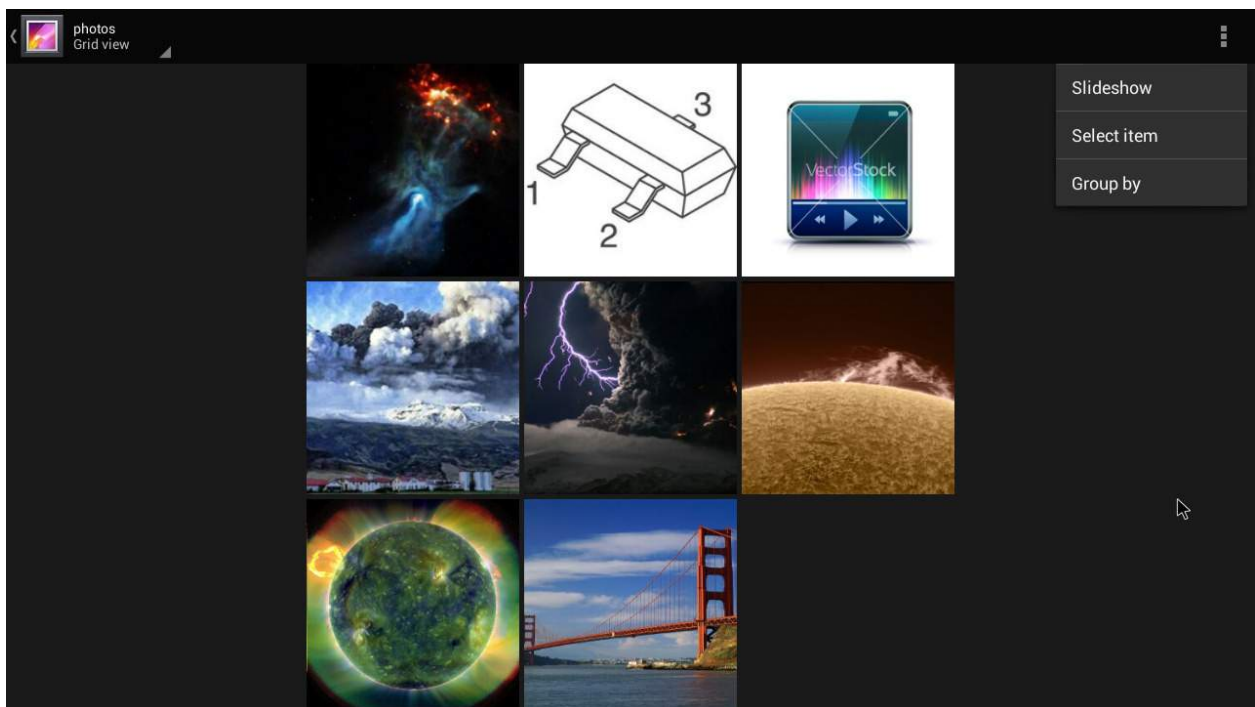 photos
Grid view
Slideshow
Select item
Group by
3
1
2
VectorStock